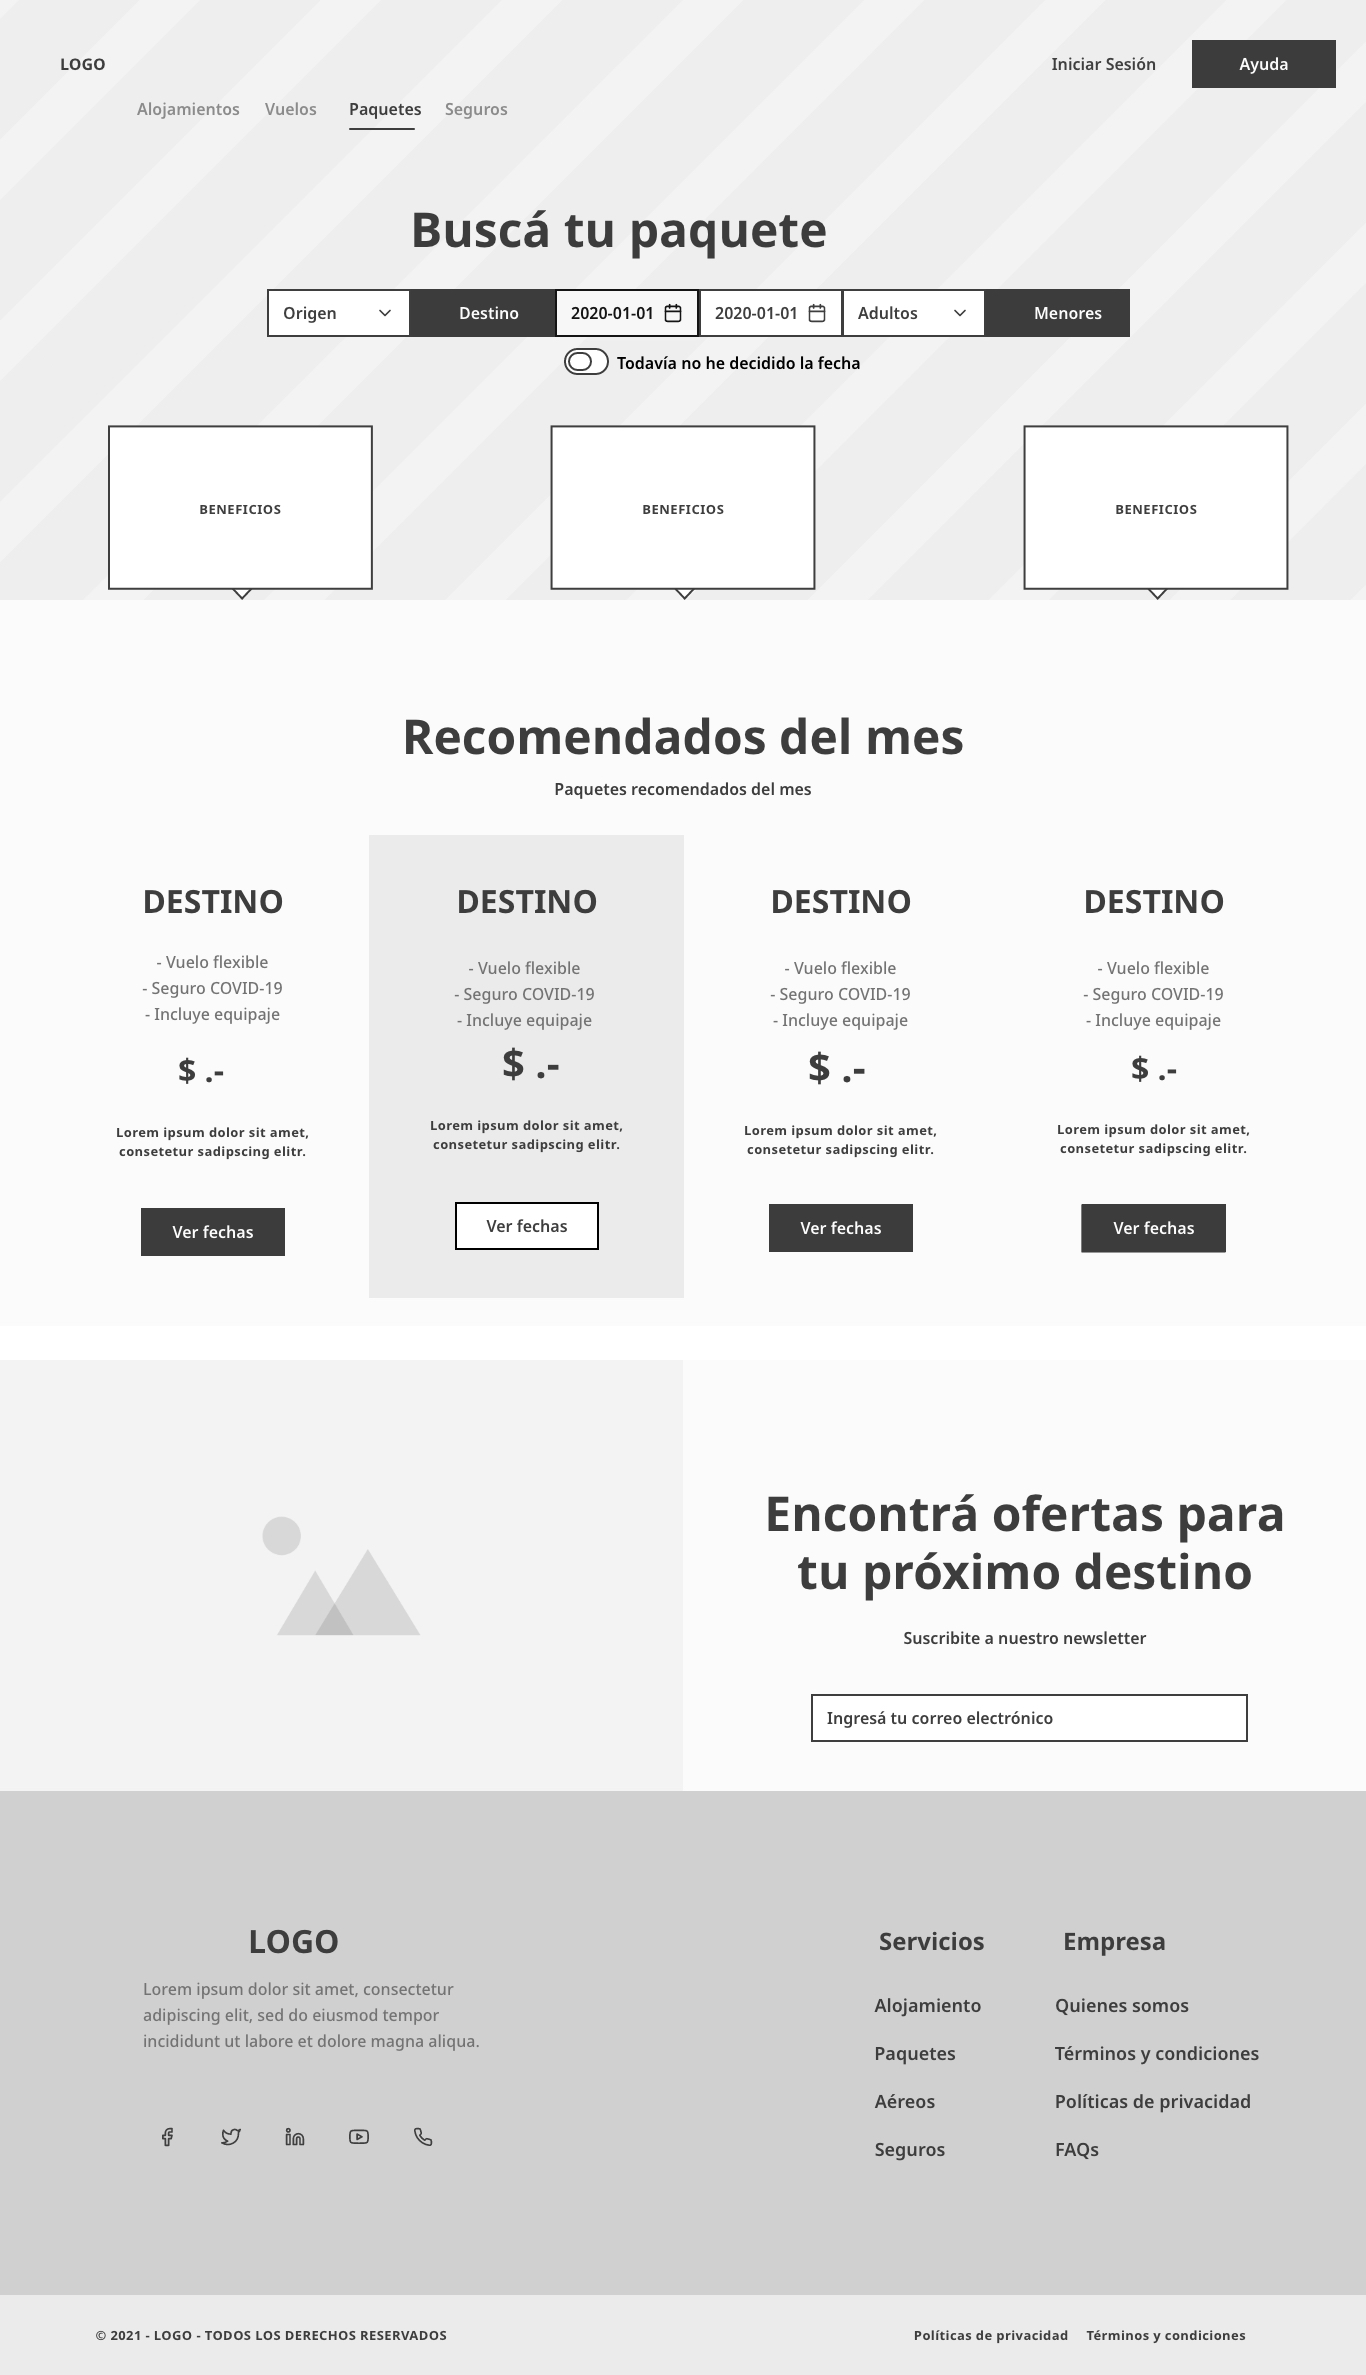 LOGO
Iniciar Sesión
Ayuda
Alojamientos
Vuelos
Paquetes
Seguros
Buscá tu paquete
Origen
Destino
2020-01-01
2020-01-01
Adultos
Menores
Todavía no he decidido la fecha
BENEFICIOS
BENEFICIOS
BENEFICIOS
Recomendados del mes
Paquetes recomendados del mes
DESTINO
- Vuelo flexible
- Seguro COVID-19
- Incluye equipaje
$ .-
Lorem ipsum dolor sit amet,
consetetur sadipscing elitr.
Ver fechas
DESTINO
- Vuelo flexible
- Seguro COVID-19
- Incluye equipaje
$ .-
Lorem ipsum dolor sit amet,
consetetur sadipscing elitr.
Ver fechas
DESTINO
- Vuelo flexible
- Seguro COVID-19
- Incluye equipaje
$ .-
Lorem ipsum dolor sit amet,
consetetur sadipscing elitr.
Ver fechas
DESTINO
- Vuelo flexible
- Seguro COVID-19
- Incluye equipaje
$ .-
Lorem ipsum dolor sit amet,
consetetur sadipscing elitr.
Ver fechas
Encontrá ofertas para
tu próximo destino
Suscribite a nuestro newsletter
Ingresá tu correo electrónico
LOGO
Lorem ipsum dolor sit amet, consectetur
adipiscing elit, sed do eiusmod tempor
incididunt ut labore et dolore magna aliqua.
Servicios
Alojamiento
Paquetes
Aéreos
Seguros
Empresa
Quienes somos
Términos y condiciones
Políticas de privacidad
FAQs
© 2021 - LOGO - TODOS LOS DERECHOS RESERVADOS
Políticas de privacidad
Términos y condiciones